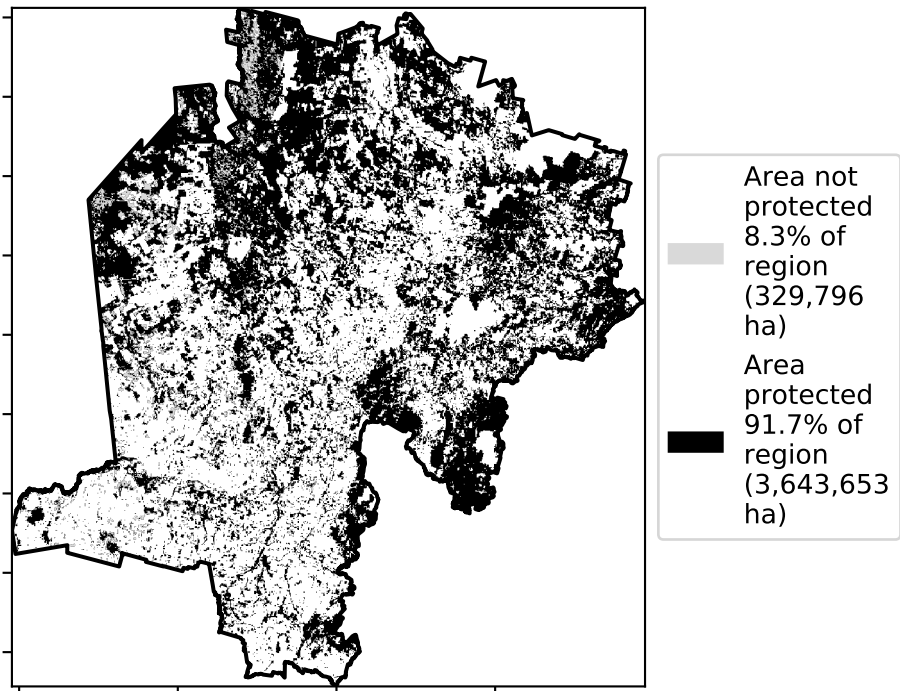 Area not
protected
8.3% of
region
(329,796
ha)
Area
protected
91.7% of
region
(3,643,653
ha)